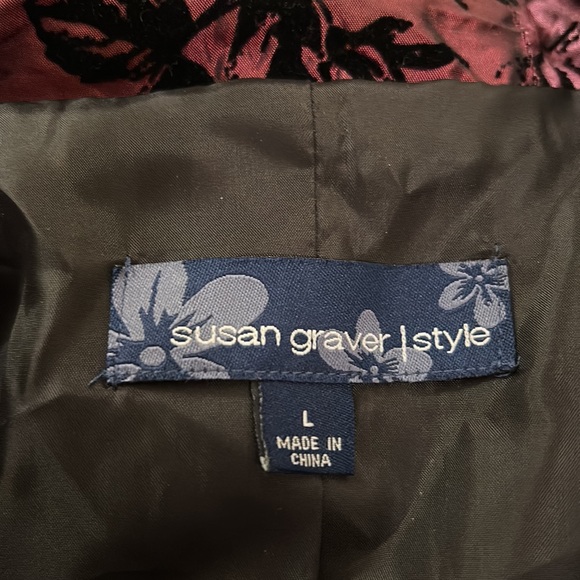 susan graver | style
L
MADE IN
CHINA